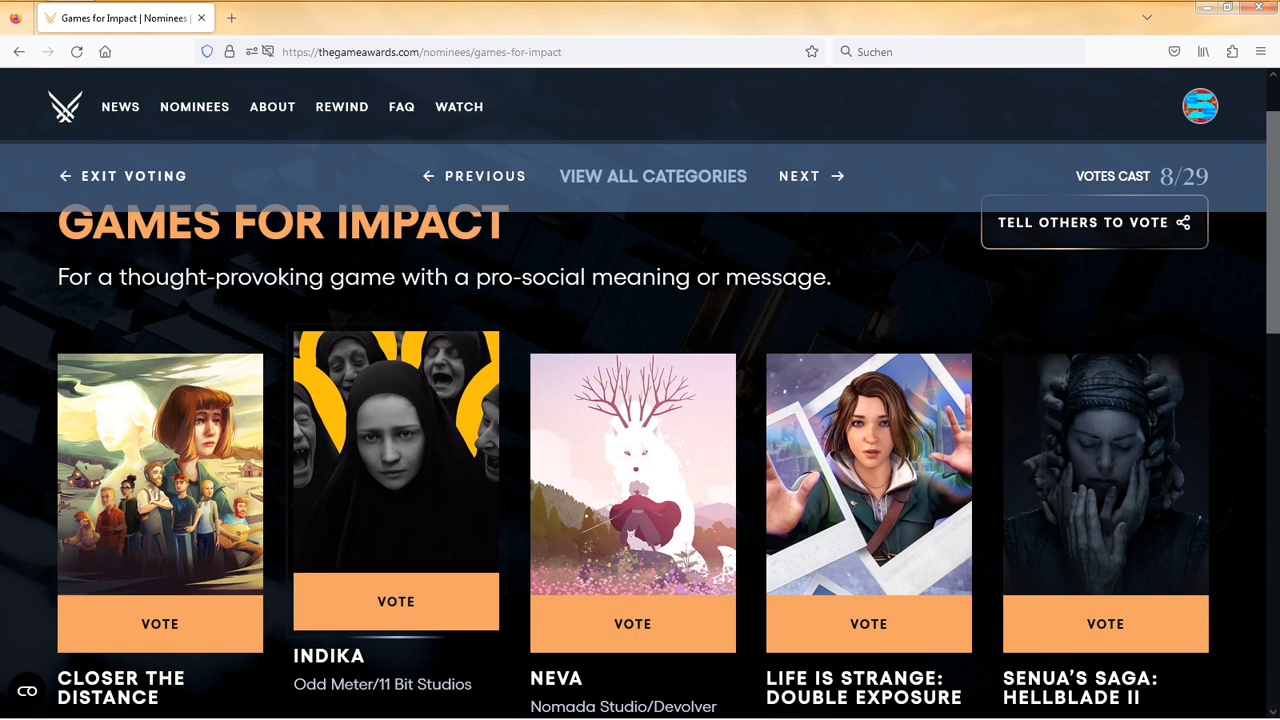 Games for Impact | Nominees |
https://thegameawards.com/nominees/games-for-impact
Suchen
NEWS NOMINEES ABOUT REWIND FAQ WATCH
← EXIT VOTING
← PREVIOUS
VIEW ALL CATEGORIES
NEXT →
VOTES CAST 8/29
GAMES FOR IMPACT
TELL OTHERS TO VOTE
For a thought-provoking game with a pro-social meaning or message.
VOTE
CLOSER THE
DISTANCE
VOTE
INDIKA
Odd Meter/11 Bit Studios
VOTE
NEVA
Nomada Studio/Devolver
VOTE
LIFE IS STRANGE:
DOUBLE EXPOSURE
VOTE
SENUA’S SAGA:
HELLBLADE II